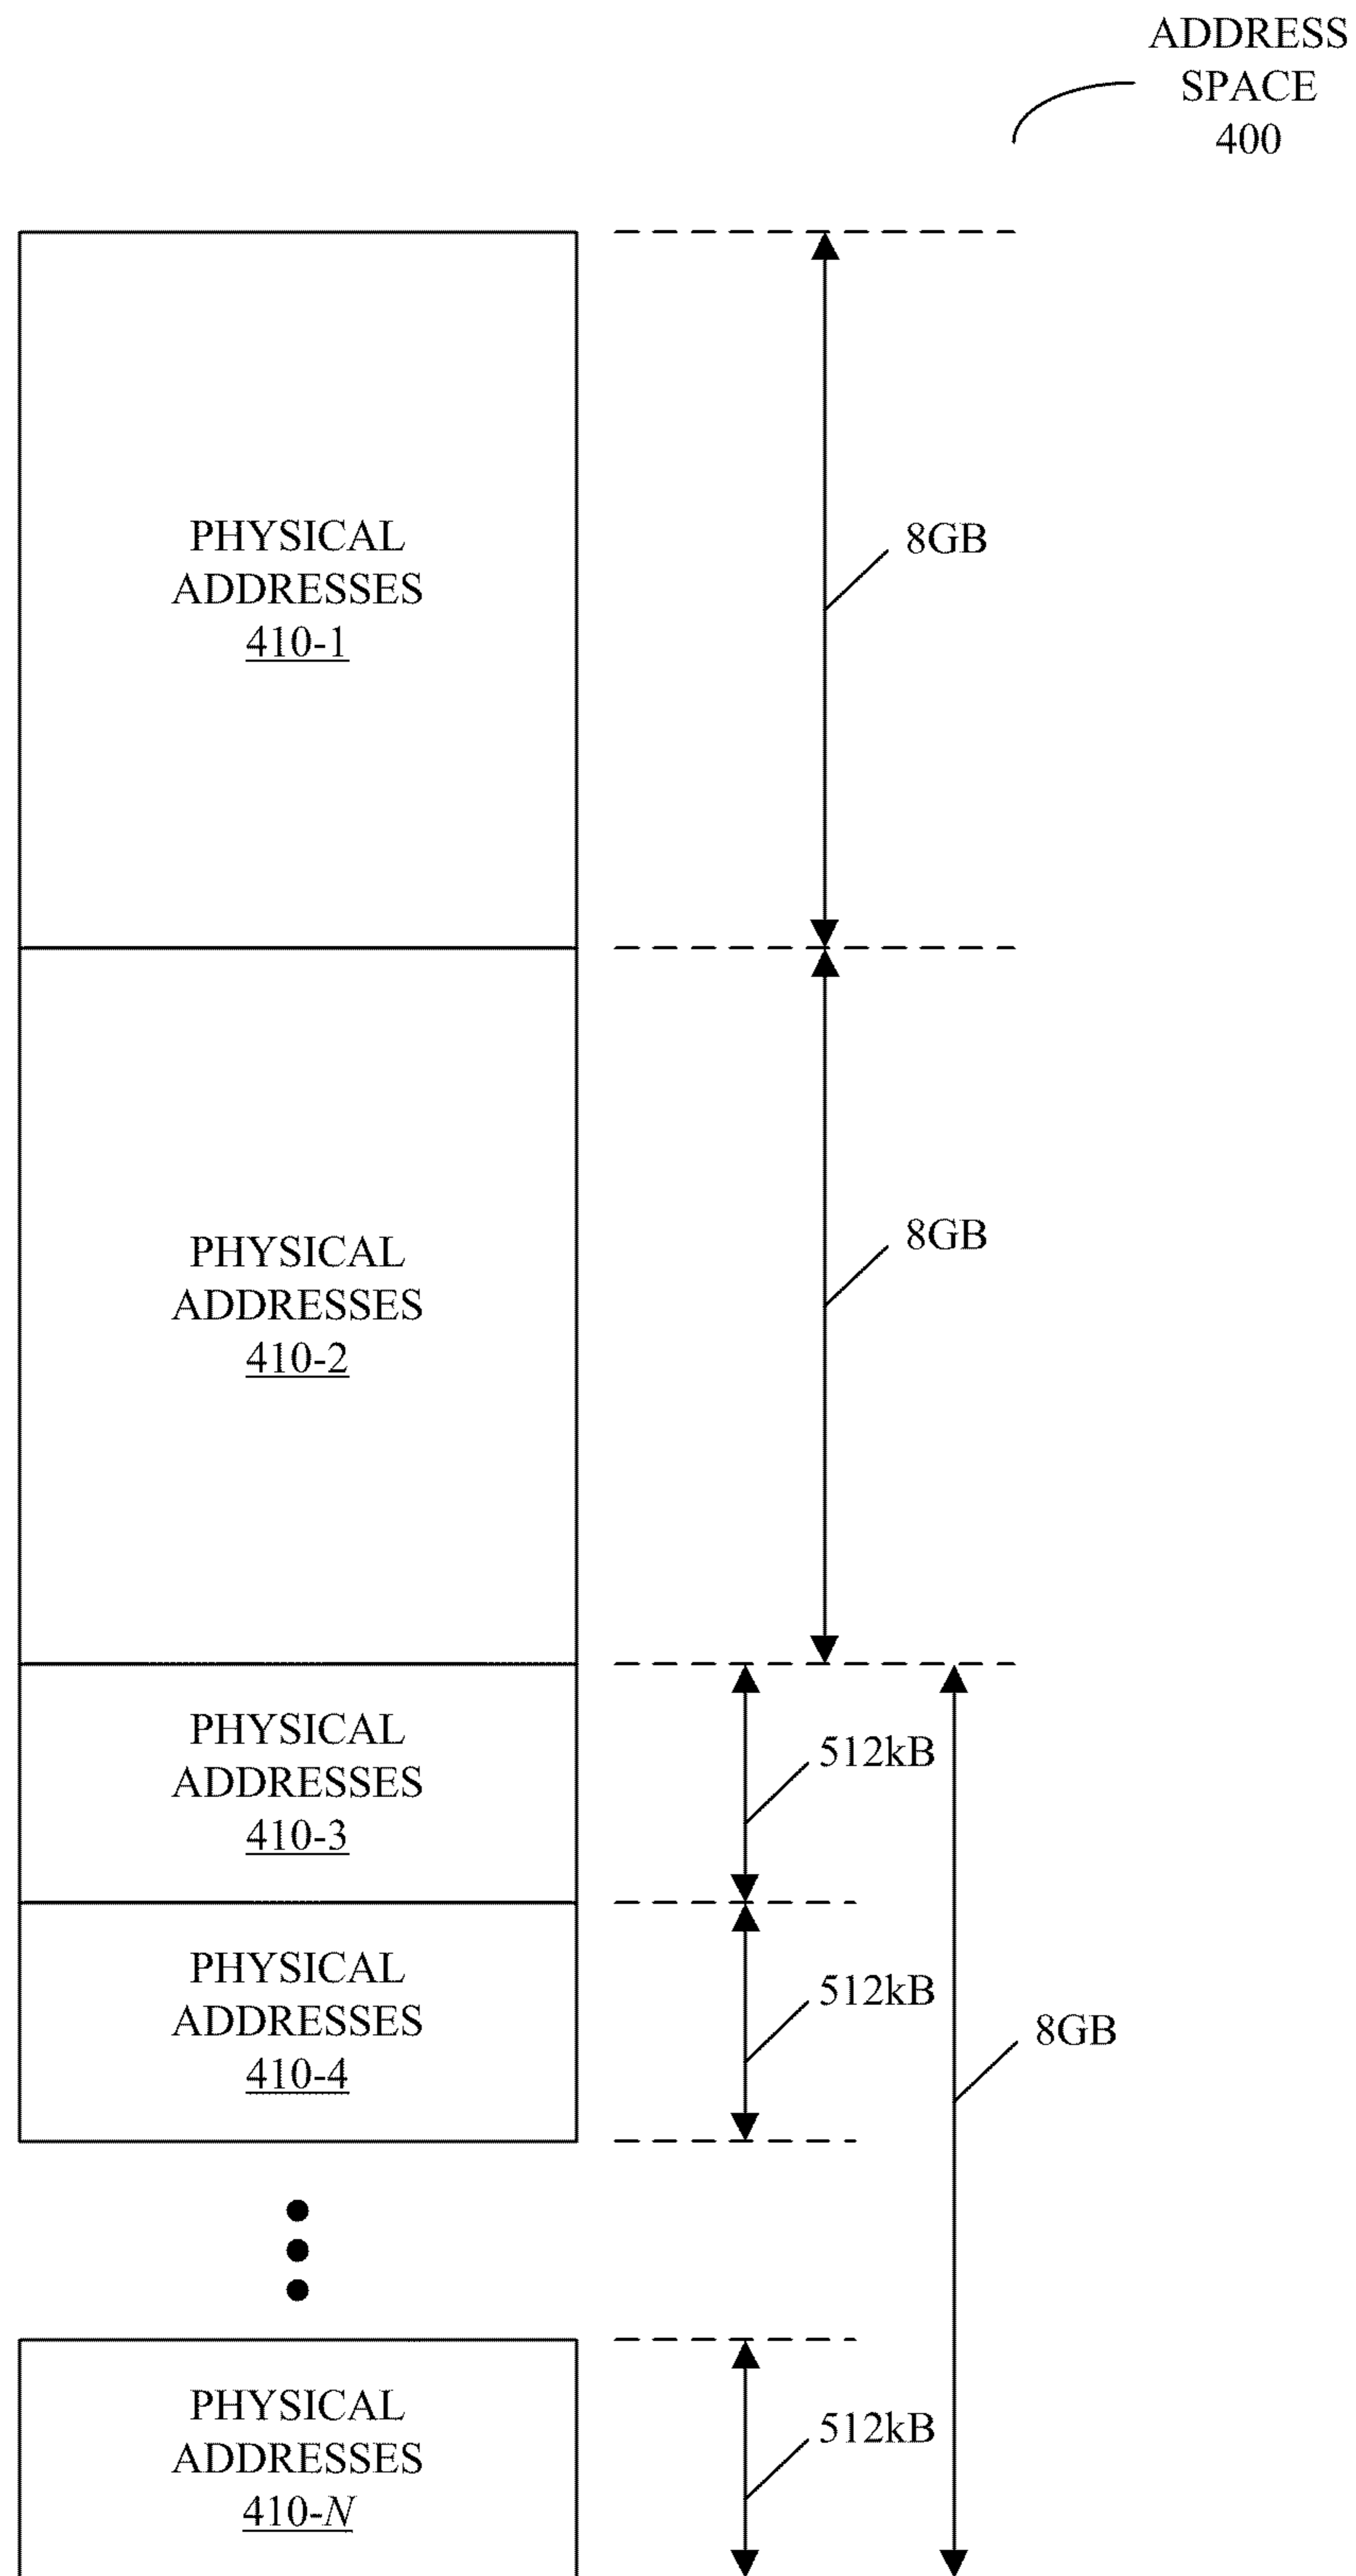 ADDRESS
SPACE
400
PHYSICAL
ADDRESSES
410-1
8GB
PHYSICAL
ADDRESSES
410-2
8GB
PHYSICAL
ADDRESSES
410-3
512kB
PHYSICAL
ADDRESSES
410-4
512kB
8GB
PHYSICAL
ADDRESSES
410-N
512kB